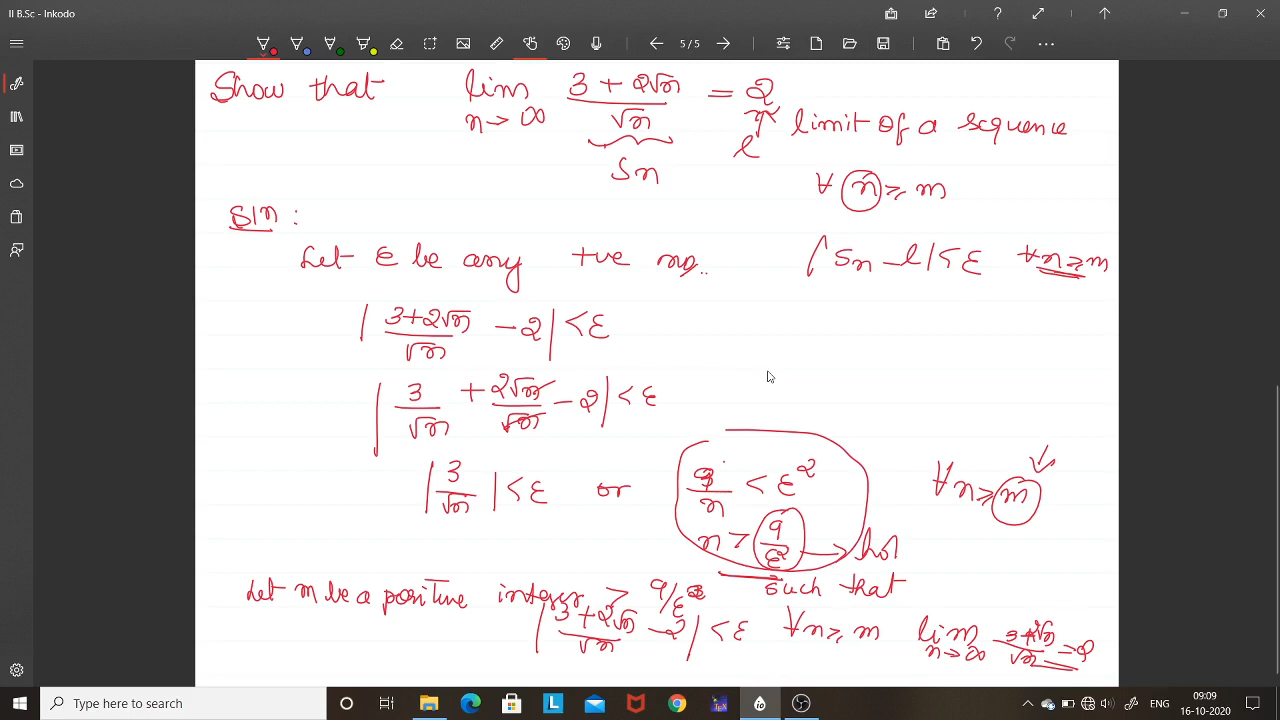 II B.Sc - Inkodo
5/5
Show that lim n→∞ 3 + 2√n / √n = 2
Sn
l
limit of a sequence
∀ n ≥ m
Sln :
Let ε be any +ve no..
| Sn - l | < ε ∀ n ≥ m
| 3+2√n / √n - 2 | < ε
| 3 / √n + 2√n / √n - 2 | < ε
| 3 / √n | < ε or 9 / n < ε²
∀ n ≥ m
n > 9 / ε² → hol
Let m be a positive integer > 9/ε² such that
| 3+2√n / √n - 2 | < ε ∀ n ≥ m lim n→∞ 3+2√n / √n = 2
Type here to search
ENG
09:09
16-10-2020